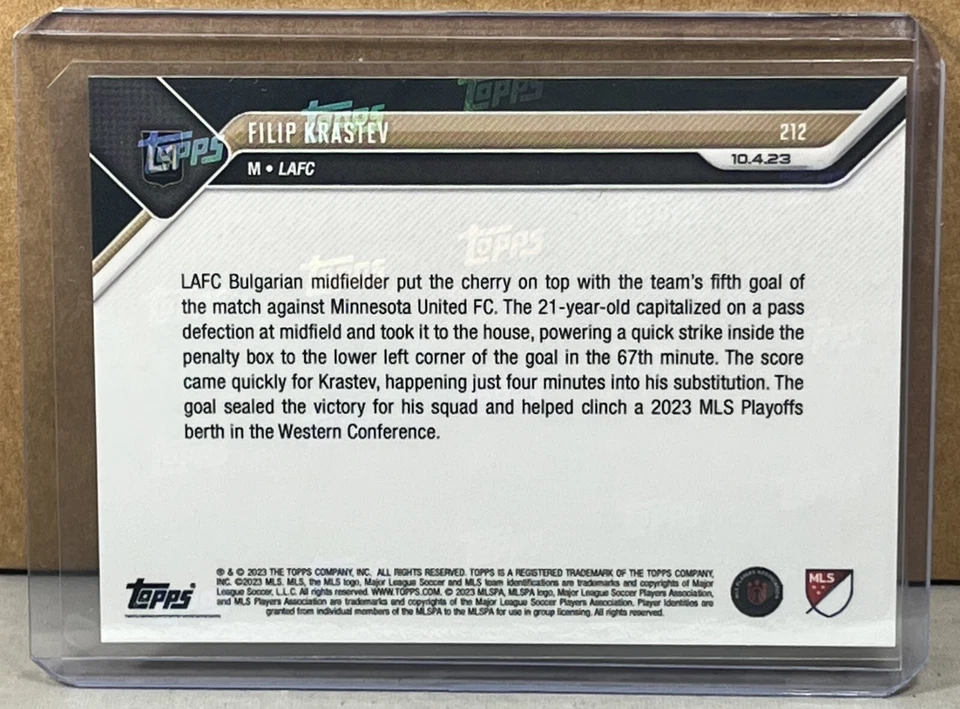 Topps
Topps
FILIP KRASTEV 212
Topps
M • LAFC 10.4.23
Topps
Topps
LAFC Bulgarian midfielder put the cherry on top with the team's fifth goal of
the match against Minnesota United FC. The 21-year-old capitalized on a pass
defection at midfield and took it to the house, powering a quick strike inside the
penalty box to the lower left corner of the goal in the 67th minute. The score
came quickly for Krastev, happening just four minutes into his substitution. The
goal sealed the victory for his squad and helped clinch a 2023 MLS Playoffs
berth in the Western Conference.
® & © 2023 THE TOPPS COMPANY, INC. ALL RIGHTS RESERVED. TOPPS IS A REGISTERED TRADEMARK OF THE TOPPS COMPANY,
INC. ©2023 MLS. MLS, the MLS logo, Major League Soccer and MLS team identifications are trademarks and copyrights of Major
League Soccer, L.L.C. All rights reserved. WWW.TOPPS.COM. © 2023 MLSPA, MLSPA logo, Major League Soccer Players Association,
and MLS Players Association are trademarks and copyrights of the Major League Soccer Players Association. Player Identities are
granted from individual members of the MLSPA to the MLSPA for use in group licensing. All rights reserved.
Topps®
MLS